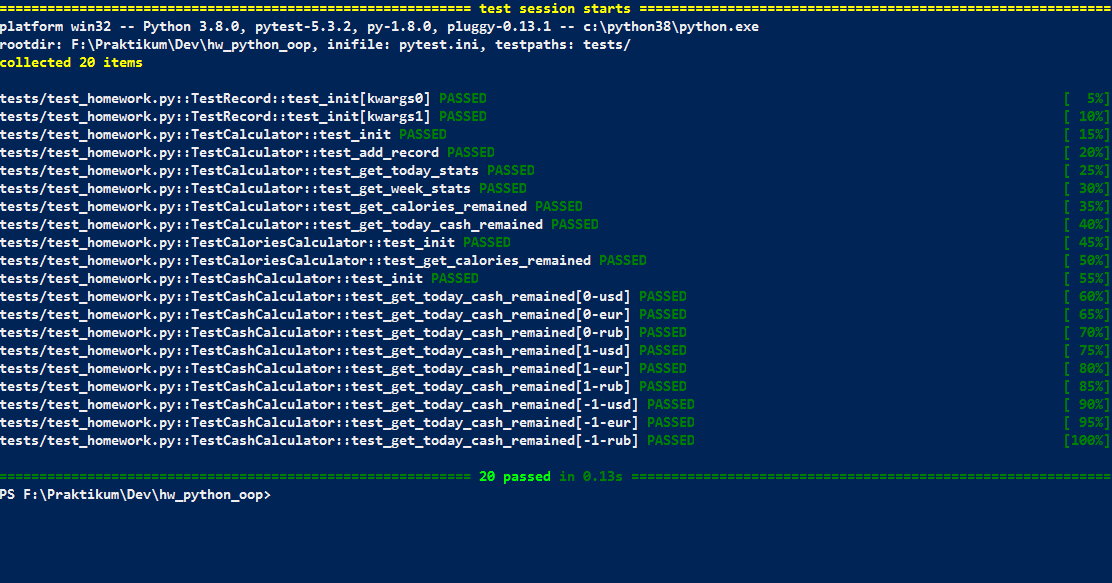 =========================================================== test session starts ============================================================
platform win32 -- Python 3.8.0, pytest-5.3.2, py-1.8.0, pluggy-0.13.1 -- c:\python38\python.exe
rootdir: F:\Praktikum\Dev\hw_python_oop, inifile: pytest.ini, testpaths: tests/
collected 20 items
tests/test_homework.py::TestRecord::test_init[kwargs0] PASSED [  5%]
tests/test_homework.py::TestRecord::test_init[kwargs1] PASSED [ 10%]
tests/test_homework.py::TestCalculator::test_init PASSED [ 15%]
tests/test_homework.py::TestCalculator::test_add_record PASSED [ 20%]
tests/test_homework.py::TestCalculator::test_get_today_stats PASSED [ 25%]
tests/test_homework.py::TestCalculator::test_get_week_stats PASSED [ 30%]
tests/test_homework.py::TestCalculator::test_get_calories_remained PASSED [ 35%]
tests/test_homework.py::TestCalculator::test_get_today_cash_remained PASSED [ 40%]
tests/test_homework.py::TestCaloriesCalculator::test_init PASSED [ 45%]
tests/test_homework.py::TestCaloriesCalculator::test_get_calories_remained PASSED [ 50%]
tests/test_homework.py::TestCashCalculator::test_init PASSED [ 55%]
tests/test_homework.py::TestCashCalculator::test_get_today_cash_remained[0-usd] PASSED [ 60%]
tests/test_homework.py::TestCashCalculator::test_get_today_cash_remained[0-eur] PASSED [ 65%]
tests/test_homework.py::TestCashCalculator::test_get_today_cash_remained[0-rub] PASSED [ 70%]
tests/test_homework.py::TestCashCalculator::test_get_today_cash_remained[1-usd] PASSED [ 75%]
tests/test_homework.py::TestCashCalculator::test_get_today_cash_remained[1-eur] PASSED [ 80%]
tests/test_homework.py::TestCashCalculator::test_get_today_cash_remained[1-rub] PASSED [ 85%]
tests/test_homework.py::TestCashCalculator::test_get_today_cash_remained[-1-usd] PASSED [ 90%]
tests/test_homework.py::TestCashCalculator::test_get_today_cash_remained[-1-eur] PASSED [ 95%]
tests/test_homework.py::TestCashCalculator::test_get_today_cash_remained[-1-rub] PASSED [100%]
=========================================================== 20 passed in 0.13s ============================================================
PS F:\Praktikum\Dev\hw_python_oop>